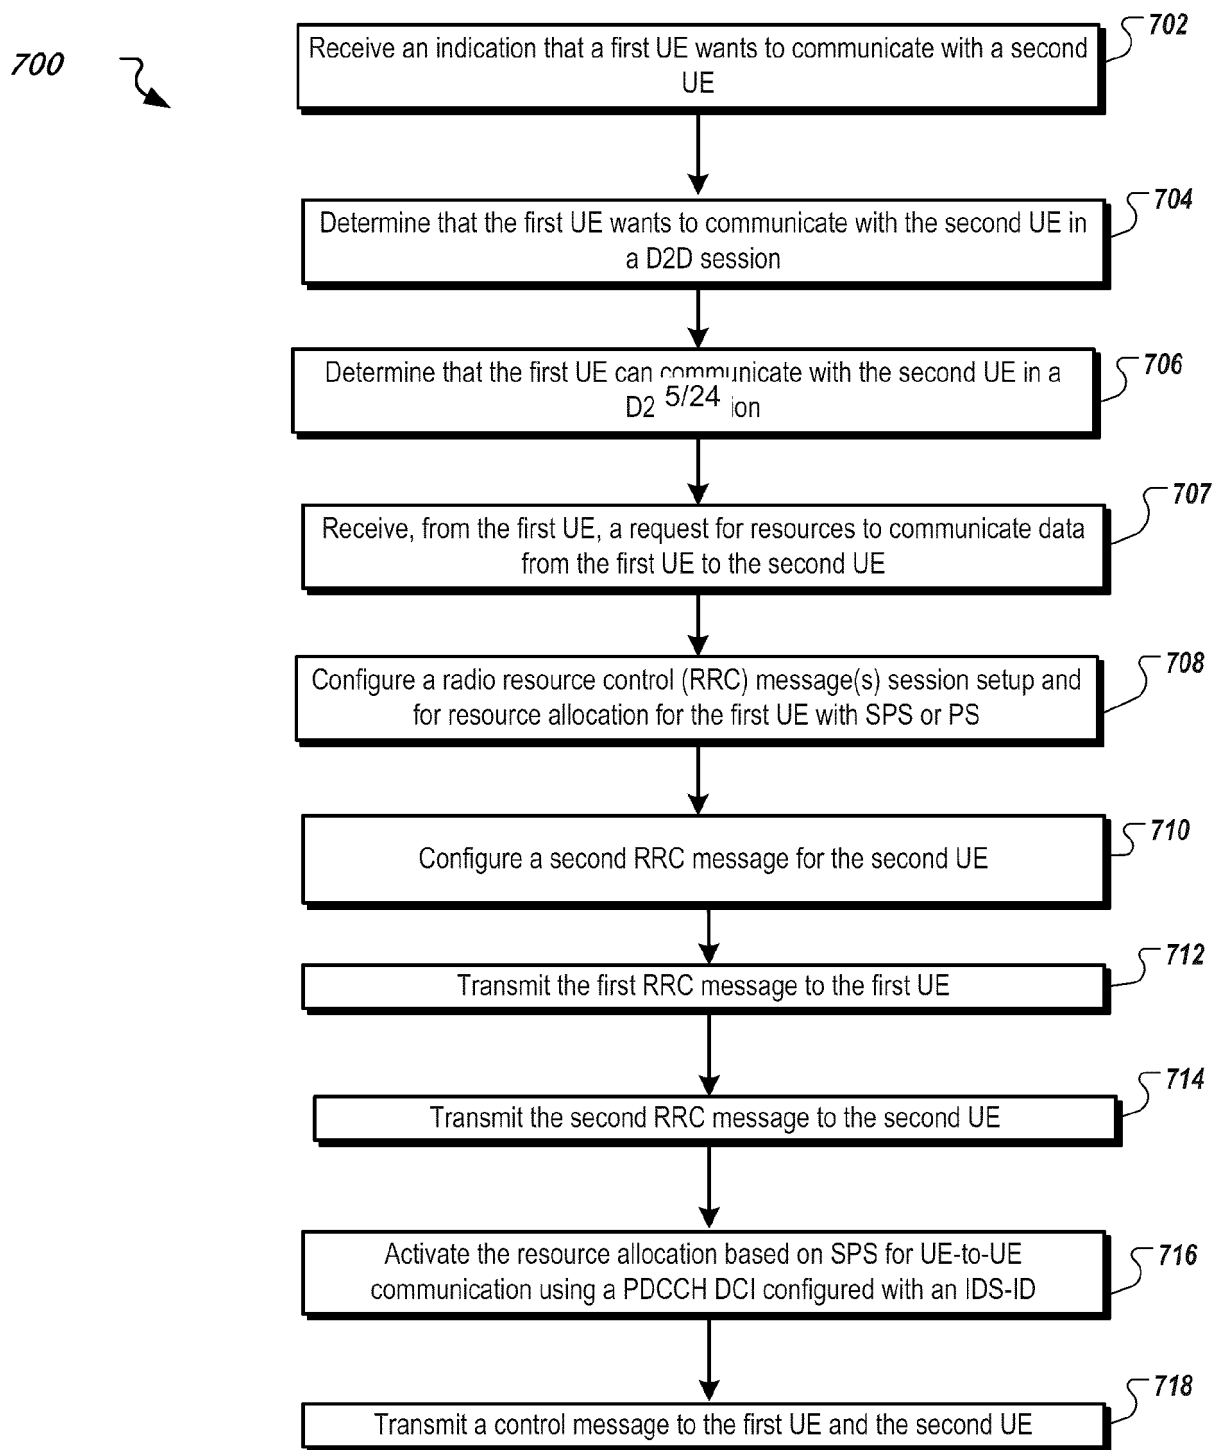 700
702
Receive an indication that a first UE wants to communicate with a second
UE
704
Determine that the first UE wants to communicate with the second UE in
a D2D session
706
Determine that the first UE can communicate with the second UE in a
D2 5/24 ion
707
Receive, from the first UE, a request for resources to communicate data
from the first UE to the second UE
708
Configure a radio resource control (RRC) message(s) session setup and
for resource allocation for the first UE with SPS or PS
710
Configure a second RRC message for the second UE
712
Transmit the first RRC message to the first UE
714
Transmit the second RRC message to the second UE
716
Activate the resource allocation based on SPS for UE-to-UE
communication using a PDCCH DCI configured with an IDS-ID
718
Transmit a control message to the first UE and the second UE